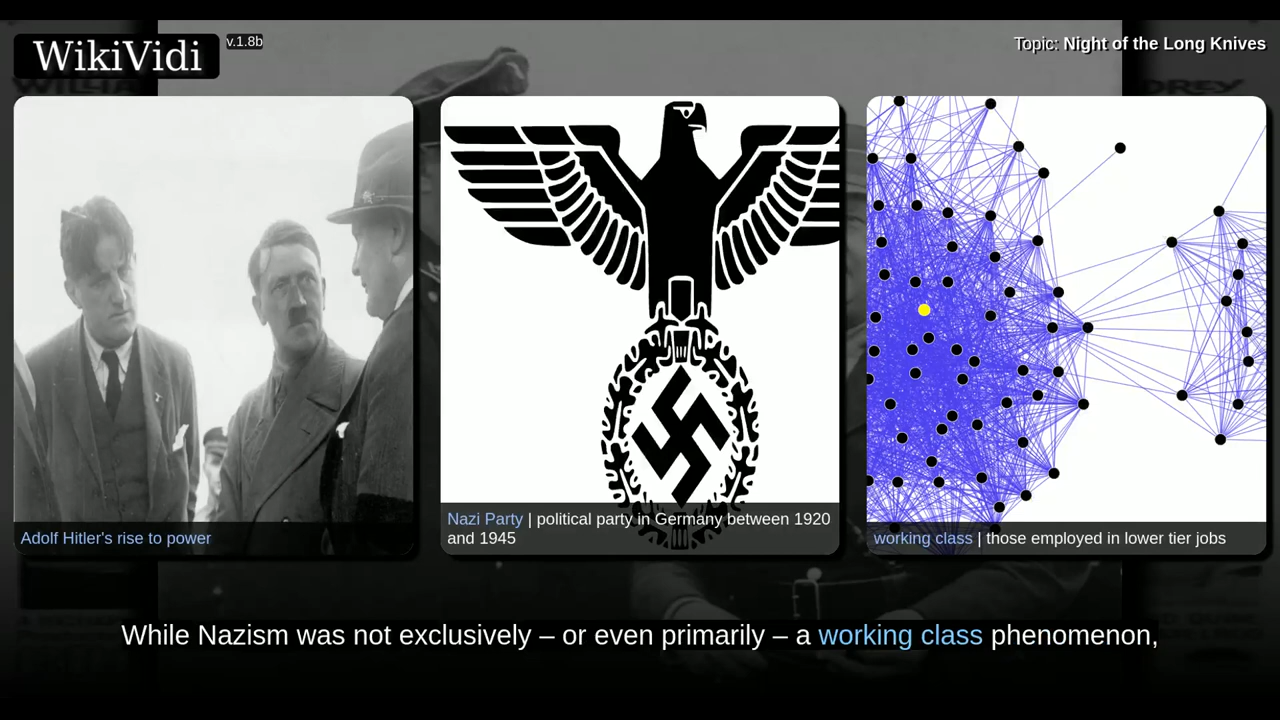 WikiVidi
v.1.8b
Topic: Night of the Long Knives
Adolf Hitler's rise to power
Nazi Party | political party in Germany between 1920
and 1945
working class | those employed in lower tier jobs
While Nazism was not exclusively – or even primarily – a working class phenomenon,